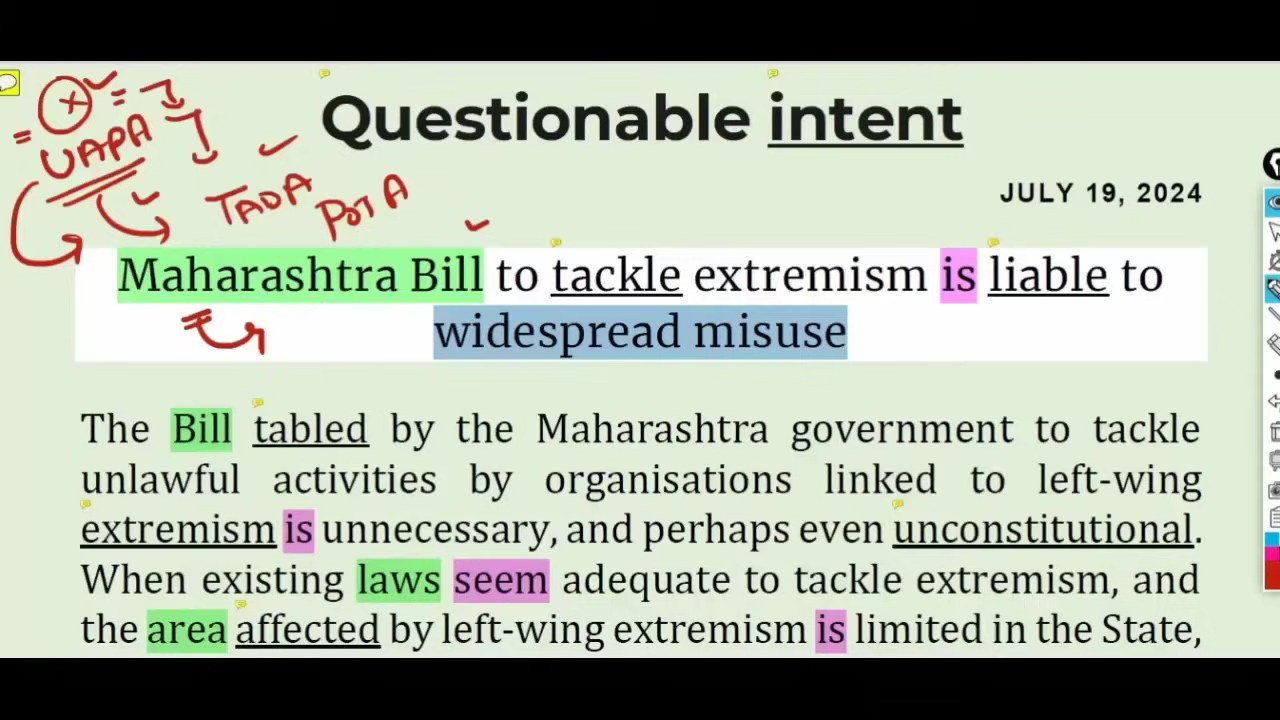 Questionable intent
UAPA
TADA
POTA
JULY 19, 2024
Maharashtra Bill to tackle extremism is liable to
widespread misuse
The Bill tabled by the Maharashtra government to tackle
unlawful activities by organisations linked to left-wing
extremism is unnecessary, and perhaps even unconstitutional.
When existing laws seem adequate to tackle extremism, and
the area affected by left-wing extremism is limited in the State,